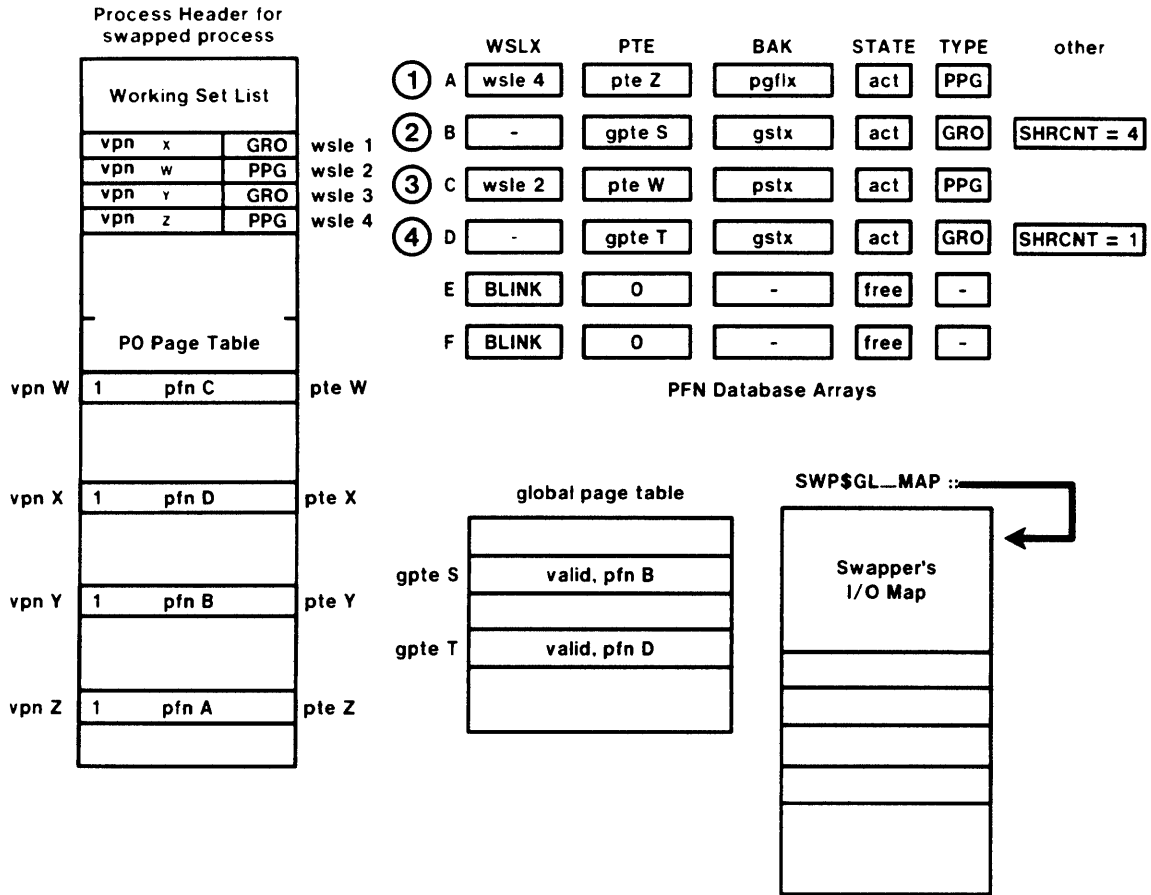 Process Header for
swapped process
Working Set List
vpn x GRO wsle 1
vpn w PPG wsle 2
vpn Y GRO wsle 3
vpn z PPG wsle 4
PO Page Table
vpn W 1 pfn C pte W
vpn X 1 pfn D pte X
vpn Y 1 pfn B pte Y
vpn Z 1 pfn A pte Z
WSLX PTE BAK STATE TYPE other
1 A wsle 4 pte Z pgflx act PPG
2 B - gpte S gstx act GRO SHRCNT = 4
3 C wsle 2 pte W pstx act PPG
4 D - gpte T gstx act GRO SHRCNT = 1
E BLINK 0 - free -
F BLINK 0 - free -
PFN Database Arrays
global page table
gpte S valid, pfn B
gpte T valid, pfn D
SWP$GL_MAP ::
Swapper's
I/O Map